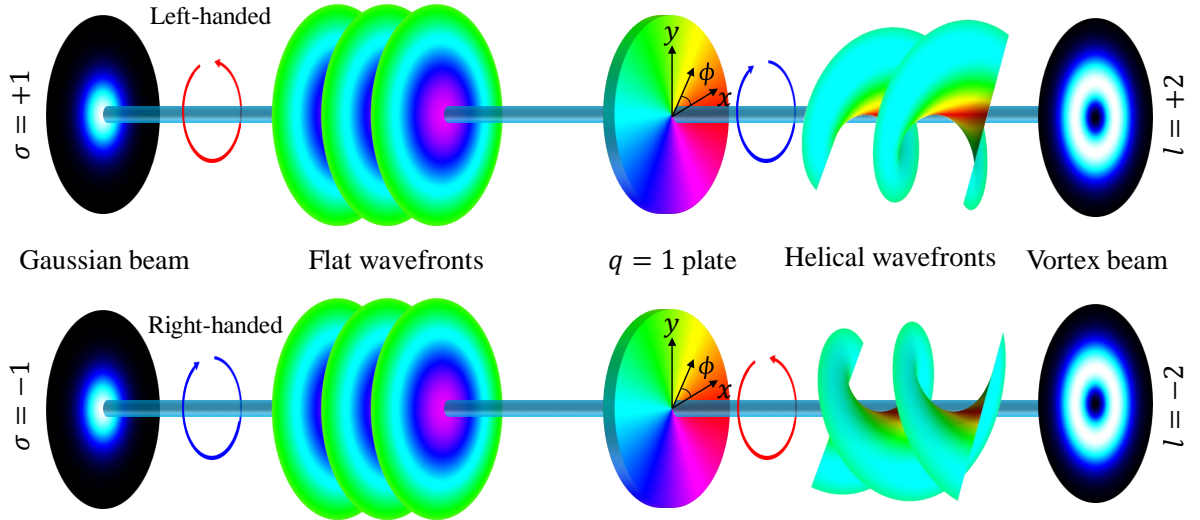 Left-handed
σ = +1
y
ϕ
x
l = +2
Gaussian beam
Flat wavefronts
q = 1 plate
Helical wavefronts
Vortex beam
Right-handed
σ = −1
y
ϕ
x
l = −2